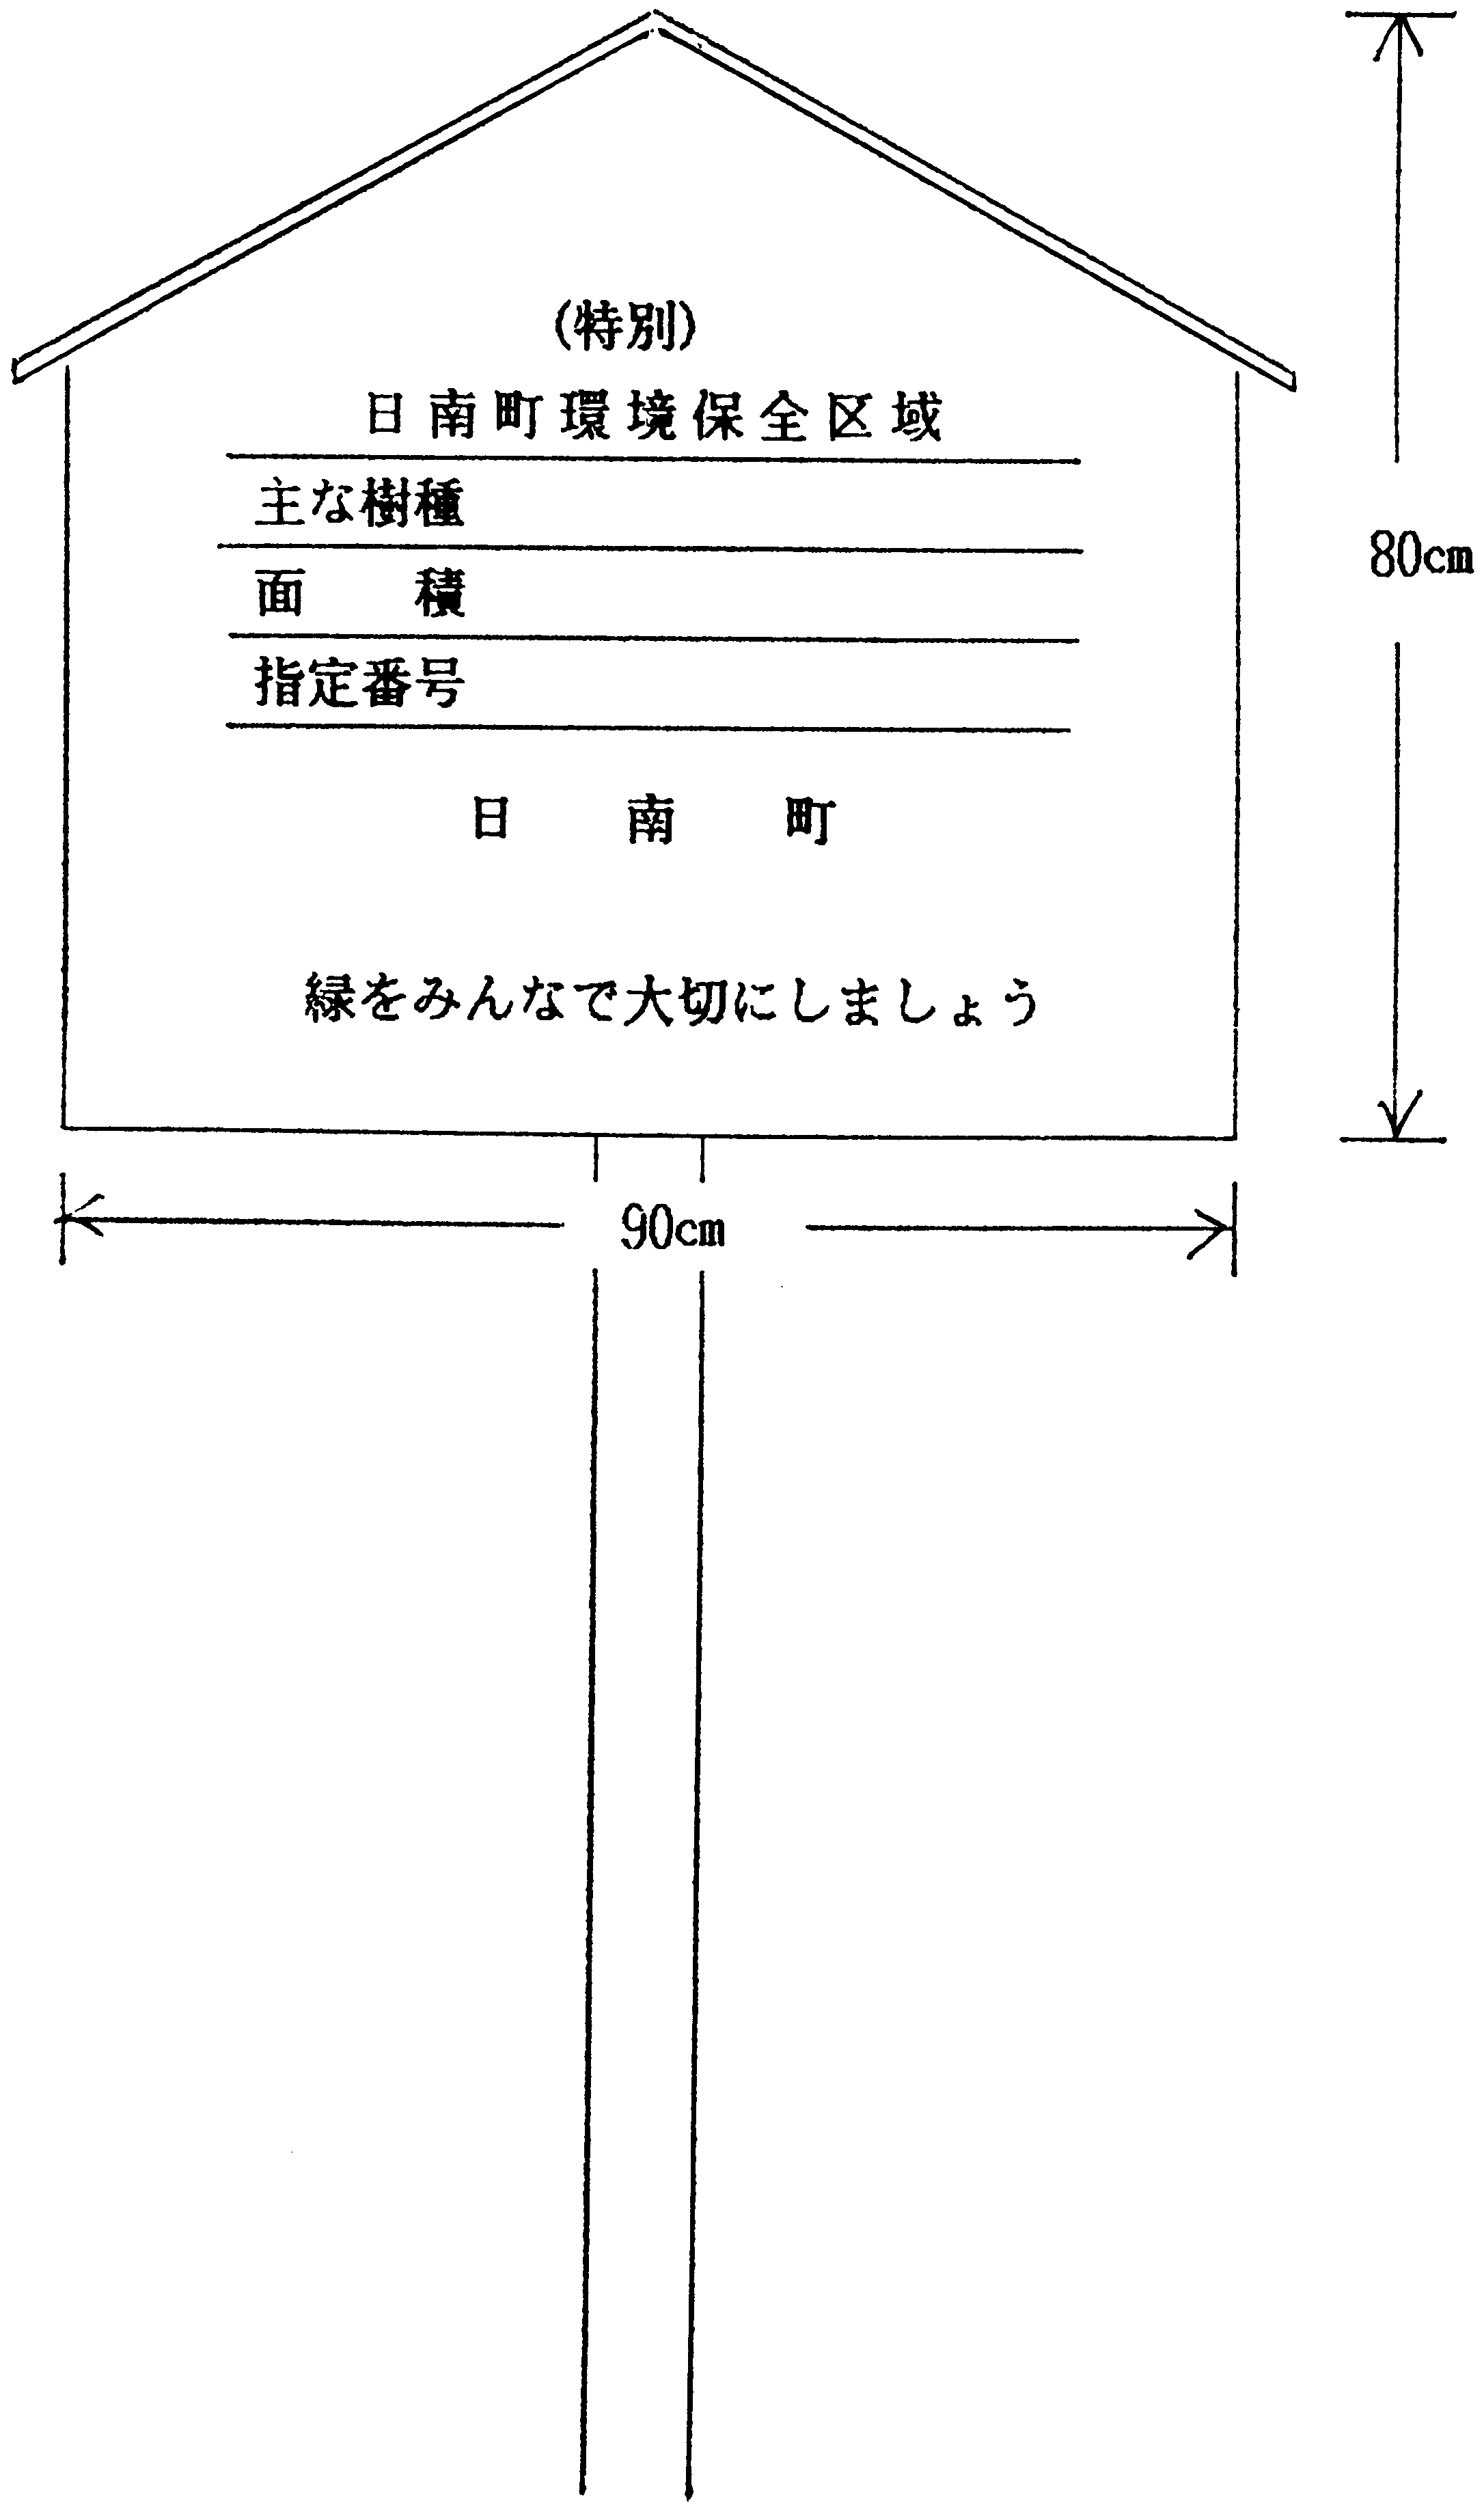 (特別)
日南町環境保全区域
主な樹種
面　　積
指定番号
日　南　町
緑をみんなで大切にしましょう
80cm
90cm